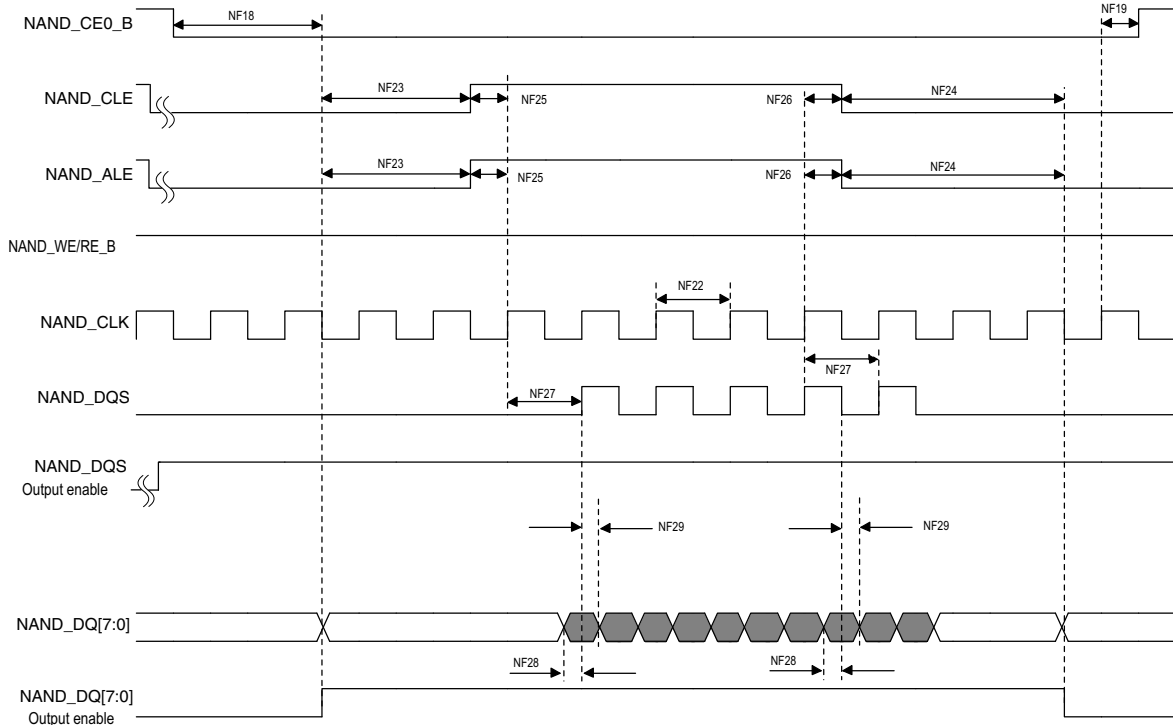 NF18
NF19
NAND_CE0_B
NF23
NF25
NF26
NF24
NAND_CLE
NF23
NF25
NF26
NF24
NAND_ALE
NAND_WE/RE_B
NF22
NAND_CLK
NF27
NF27
NAND_DQS
NAND_DQS
Output enable
NF29
NF29
NAND_DQ[7:0]
NF28
NF28
NAND_DQ[7:0]
Output enable